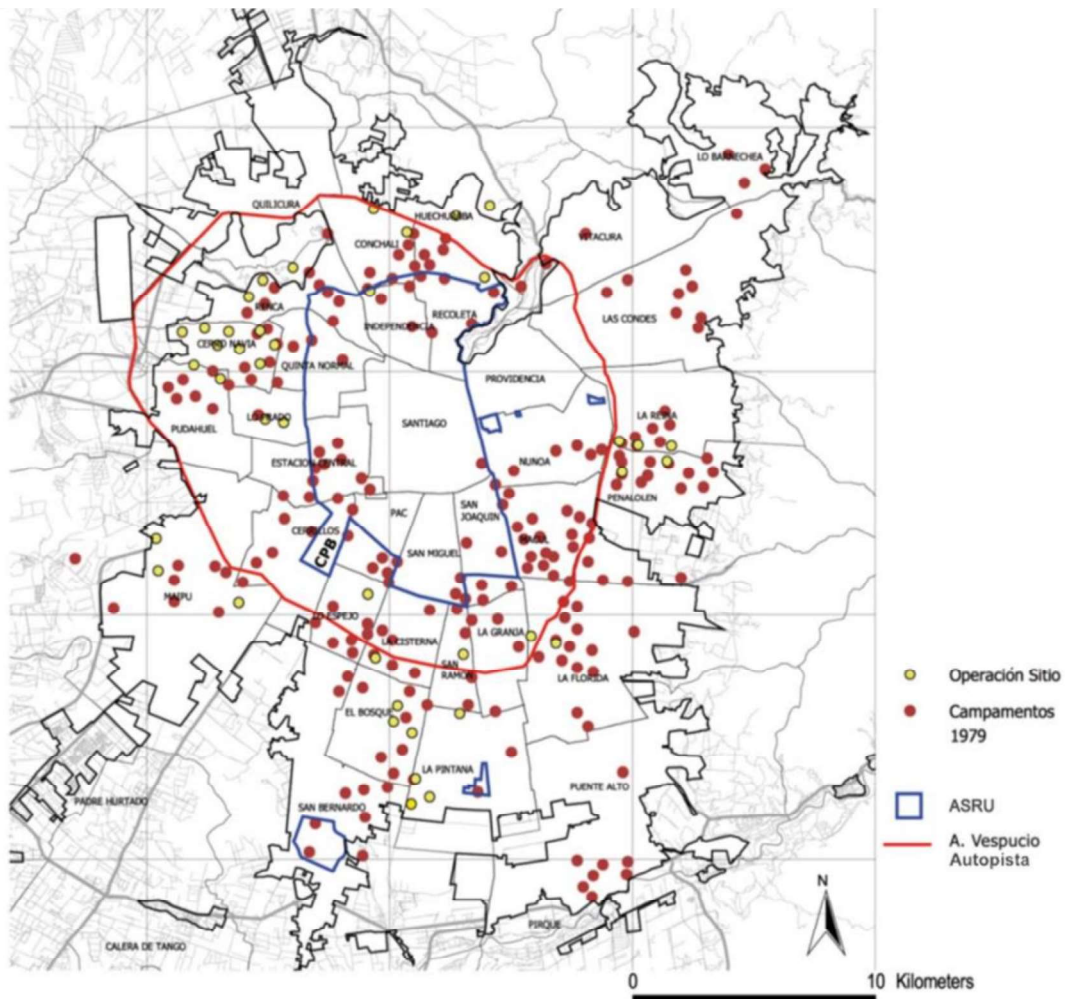 LO BARNECHEA
QUILICURA
HUECHURABA
VITACURA
CONCHALI
RENCA
RECOLETA
INDEPENDENCIA
LAS CONDES
CERRO NAVIA
QUINTA NORMAL
PROVIDENCIA
LO PRADO
LA REINA
PUDAHUEL
SANTIAGO
ESTACION CENTRAL
NUNOA
PENALOLEN
PAC
SAN
JOAQUIN
CERRILLOS
MACUL
CPB
SAN MIGUEL
MAIPU
LO ESPEJO
LA CISTERNA
LA GRANJA
SAN
RAMON
LA FLORIDA
EL BOSQUE
LA PINTANA
PUENTE ALTO
PADRE HURTADO
SAN BERNARDO
PIRQUE
CALERA DE TANGO
Operación Sitio
Campamentos
1979
ASRU
A. Vespucio
Autopista
N
0 10 Kilometers